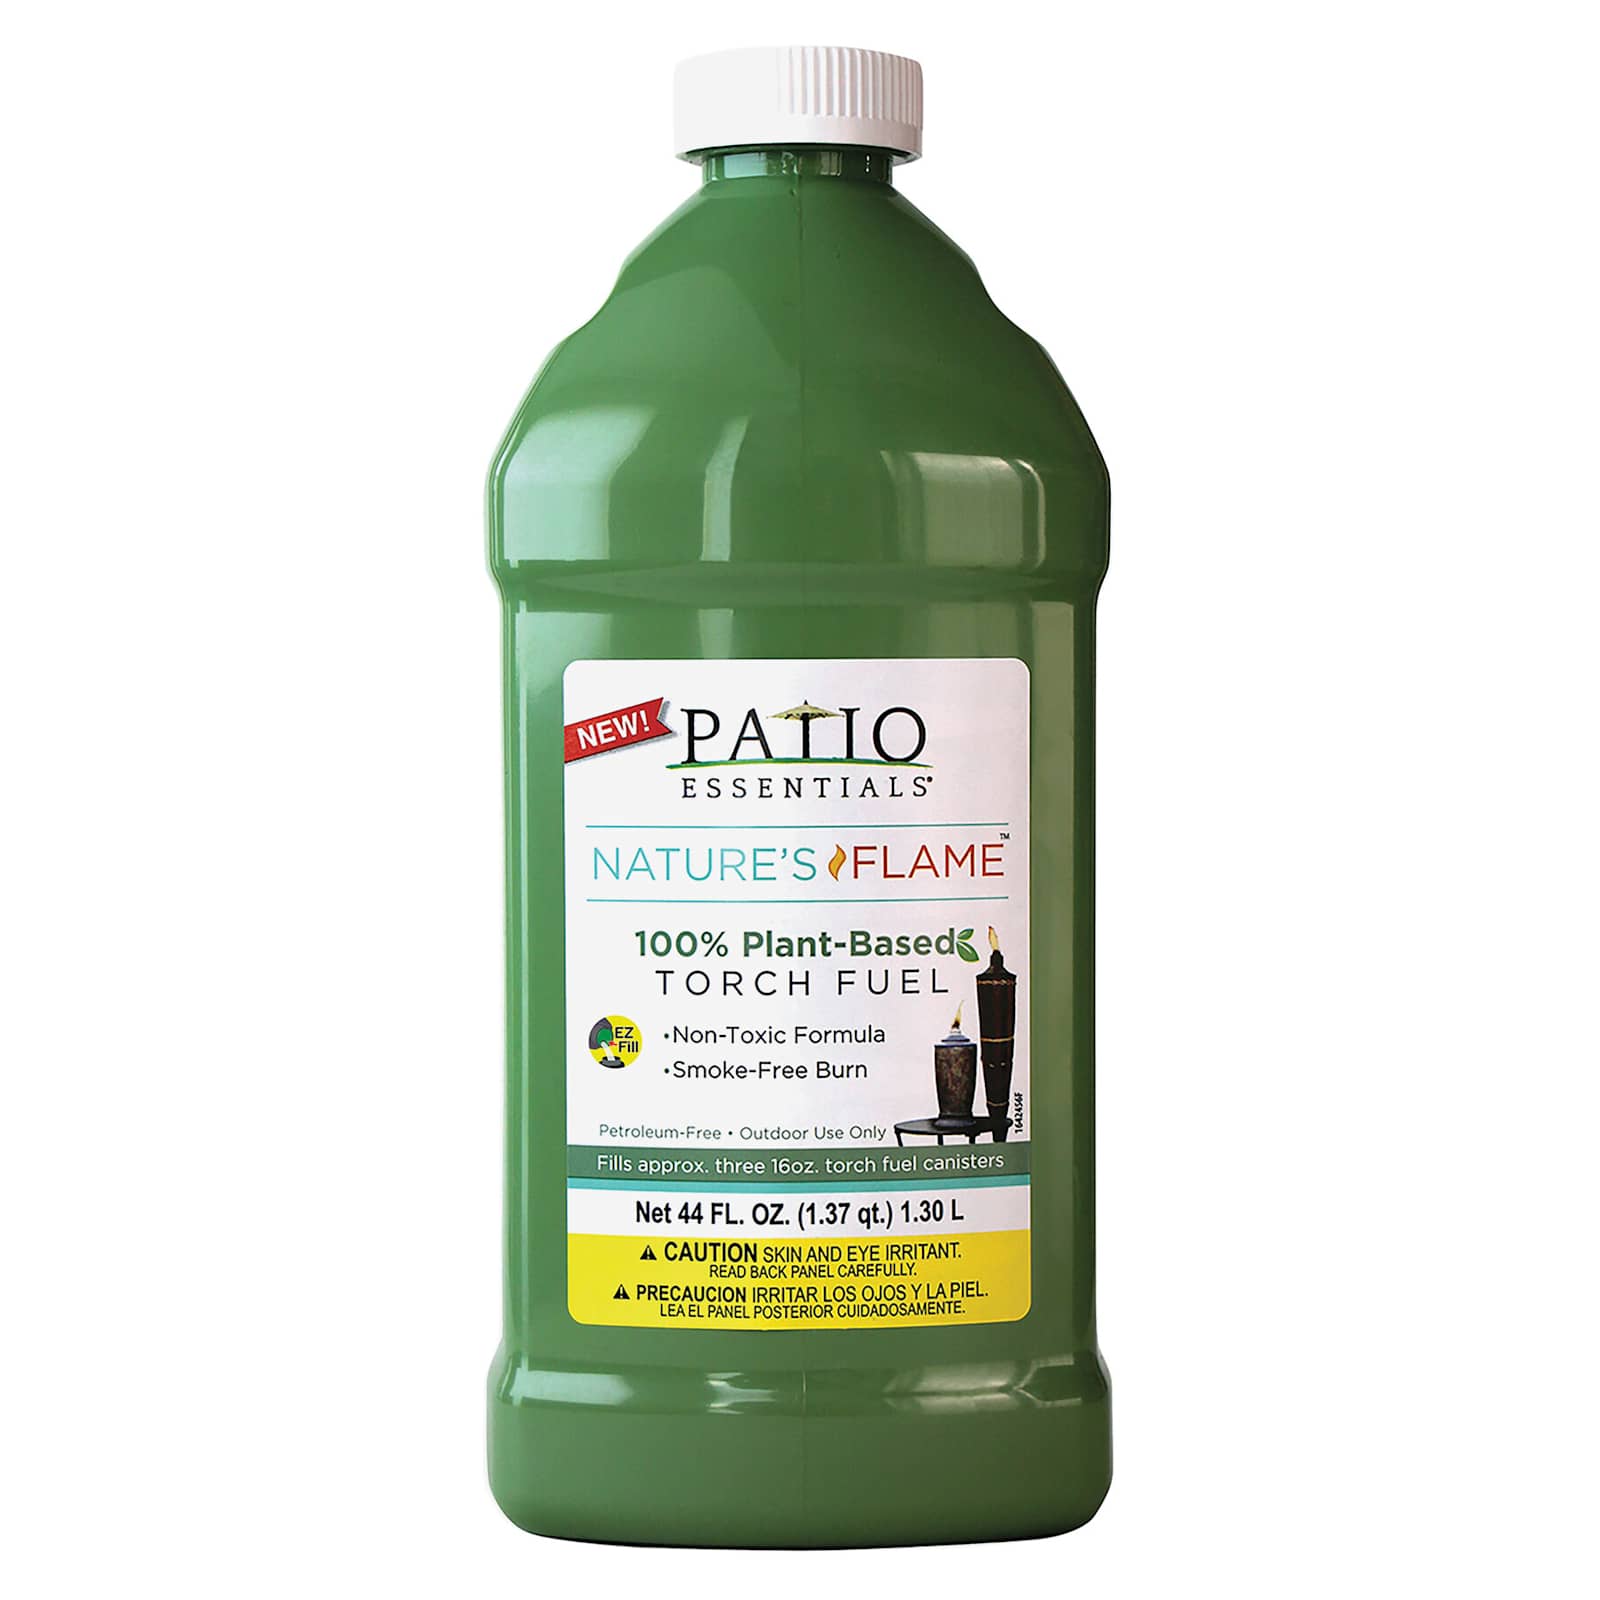 NEW!
PATIO
ESSENTIALS®
NATURE'S FLAME™
100% Plant-Based
TORCH FUEL
EZ
Fill
•Non-Toxic Formula
•Smoke-Free Burn
Petroleum-Free • Outdoor Use Only
1642456F
Fills approx. three 16oz. torch fuel canisters
Net 44 FL. OZ. (1.37 qt.) 1.30 L
⚠ CAUTION SKIN AND EYE IRRITANT.
READ BACK PANEL CAREFULLY.
⚠ PRECAUCION IRRITAR LOS OJOS Y LA PIEL.
LEA EL PANEL POSTERIOR CUIDADOSAMENTE.